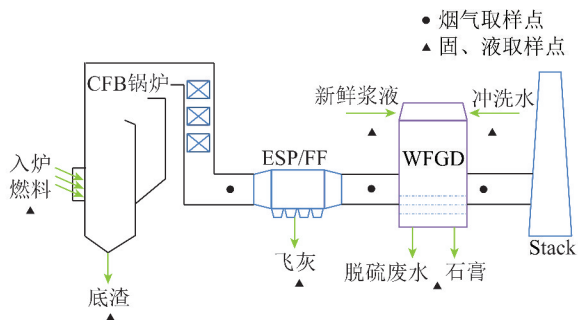 ● 烟气取样点
▲ 固、液取样点
CFB锅炉
新鲜浆液
冲洗水
ESP/FF
WFGD
入炉
燃料
飞灰
脱硫废水
石膏
Stack
底渣